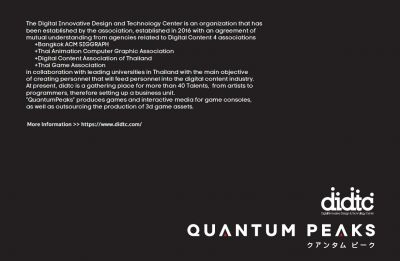 The Digital Innovative Design and Technology Center is an organization that has
been established by the association, established in 2016 with an agreement of
mutual understanding from agencies related to Digital Content 4 associations
+Bangkok ACM SIGGRAPH
+Thai Animation Computer Graphic Association
+Digital Content Association of Thailand
+Thai Game Association
In collaboration with leading universities in Thailand with the main objective
of creating personnel that will feed personnel into the digital content industry.
At present, didtc is a gathering place for more than 40 Talents, from artists to
programmers, therefore setting up a business unit.
"QuantumPeaks" produces games and interactive media for game consoles,
as well as outsourcing the production of 3d game assets.
More Information >> https://www.didtc.com/
didtc
Digital Innovative Design & Technology Center
QUANTUM PEAKS
クアンタム ピーク